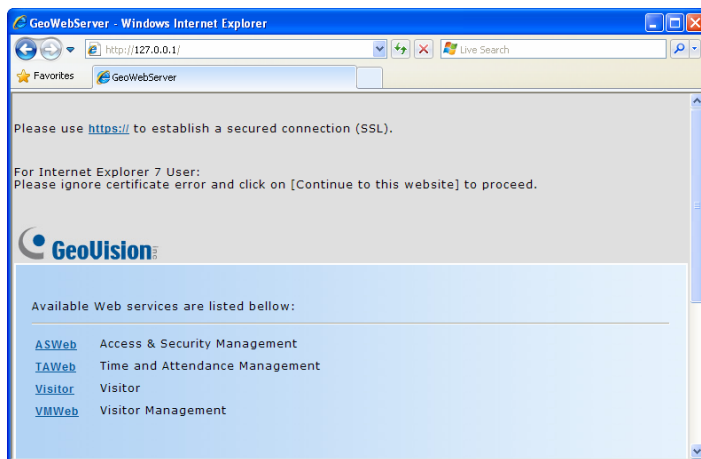 GeoWebServer - Windows Internet Explorer
http://127.0.0.1/
Live Search
Favorites
GeoWebServer
Please use https:// to establish a secured connection (SSL).
For Internet Explorer 7 User:
Please ignore certificate error and click on [Continue to this website] to proceed.
GeoVision
Available Web services are listed bellow:
ASWeb Access & Security Management
TAWeb Time and Attendance Management
Visitor Visitor
VMWeb Visitor Management